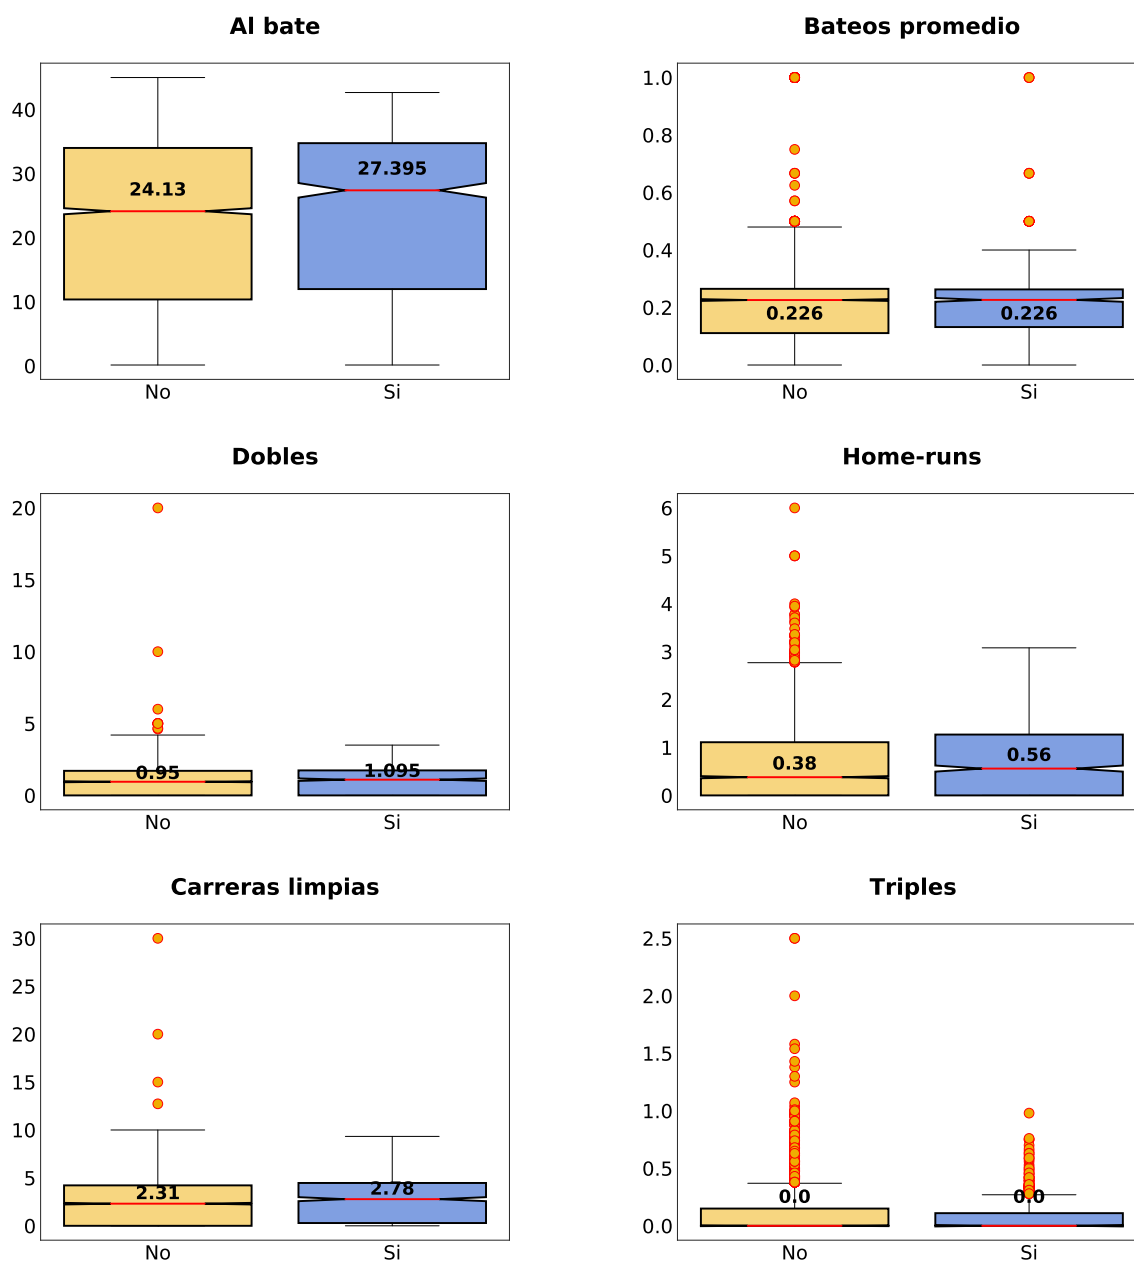 Al bate
40
30
20
10
0
24.13
27.395
No
Si
Bateos promedio
1.0
0.8
0.6
0.4
0.2
0.0
0.226
0.226
No
Si
Dobles
20
15
10
5
0
0.95
1.095
No
Si
Home-runs
6
5
4
3
2
1
0
0.38
0.56
No
Si
Carreras limpias
30
25
20
15
10
5
0
2.31
2.78
No
Si
Triples
2.5
2.0
1.5
1.0
0.5
0.0
0.0
0.0
No
Si